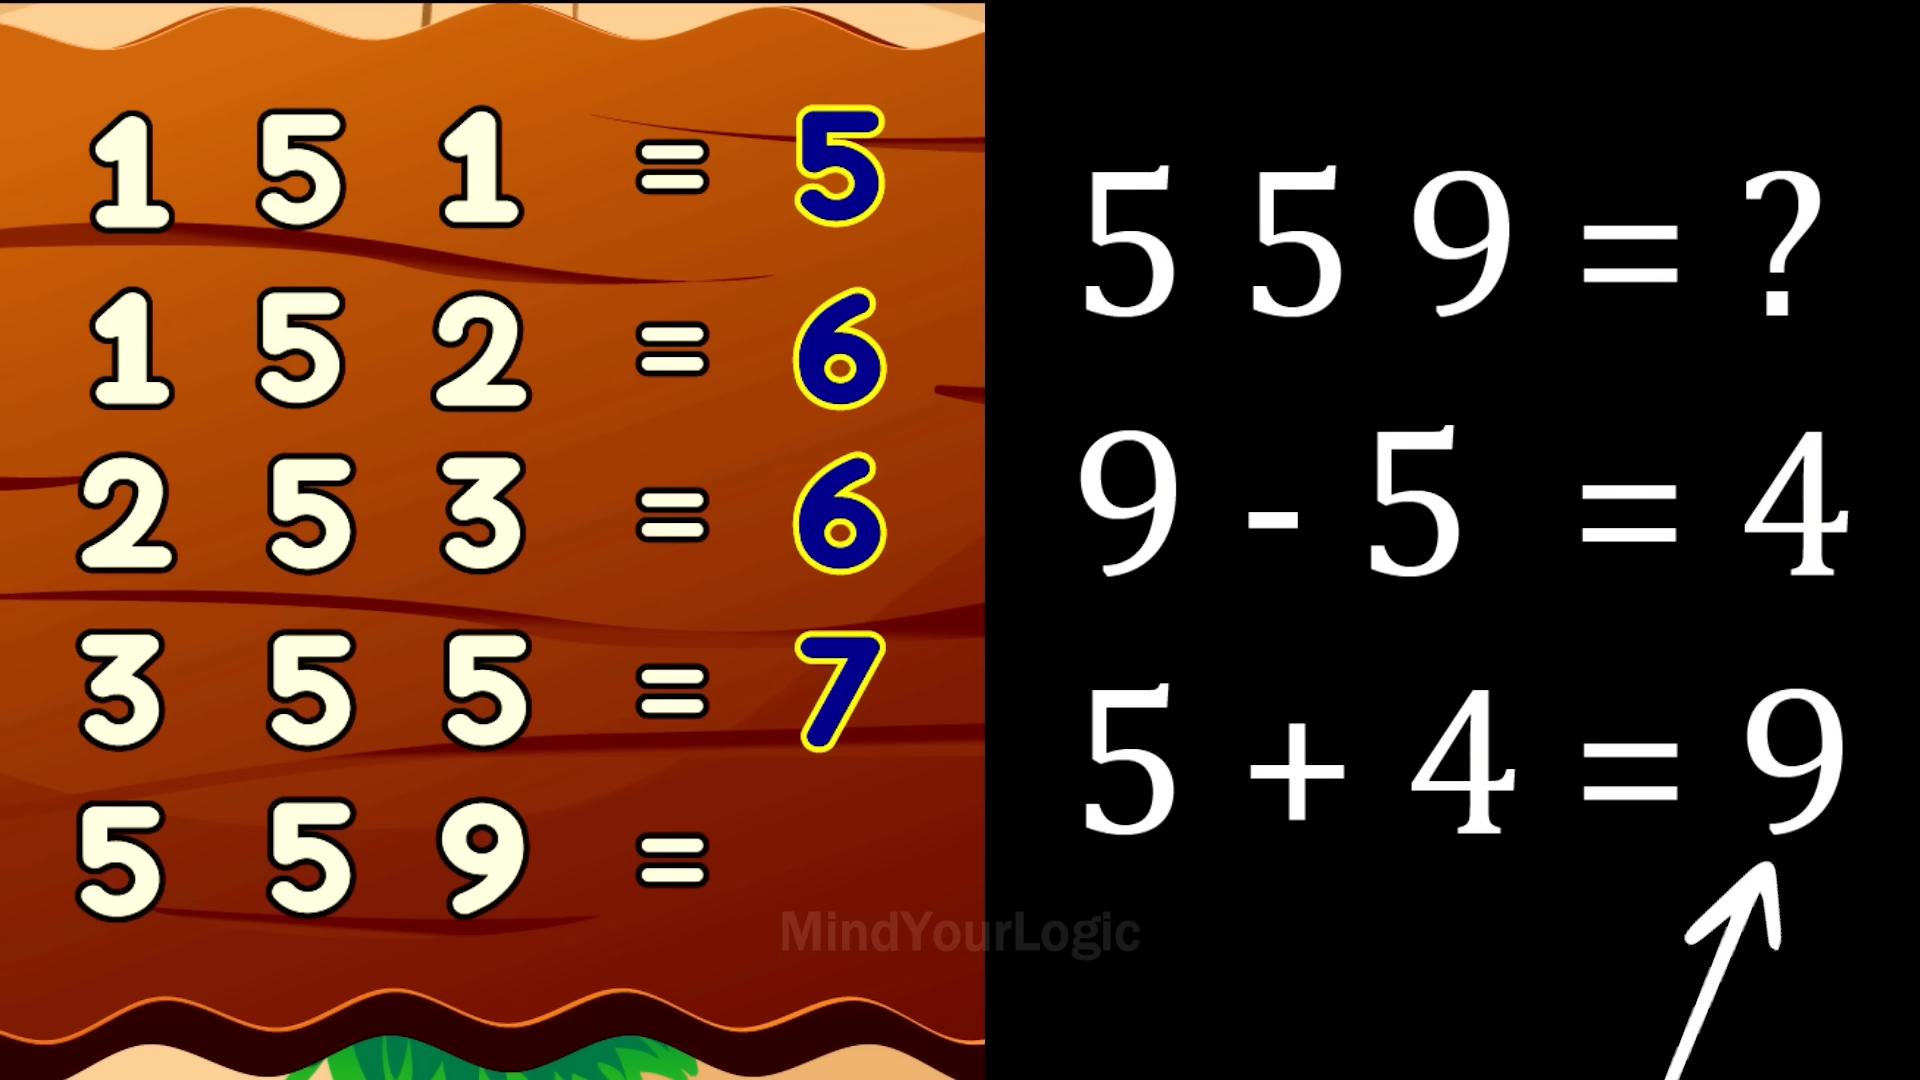 1 5 1 = 5
1 5 2 = 6
2 5 3 = 6
3 5 5 = 7
5 5 9 =
5 5 9 = ?
9 - 5 = 4
5 + 4 = 9
MindYourLogic